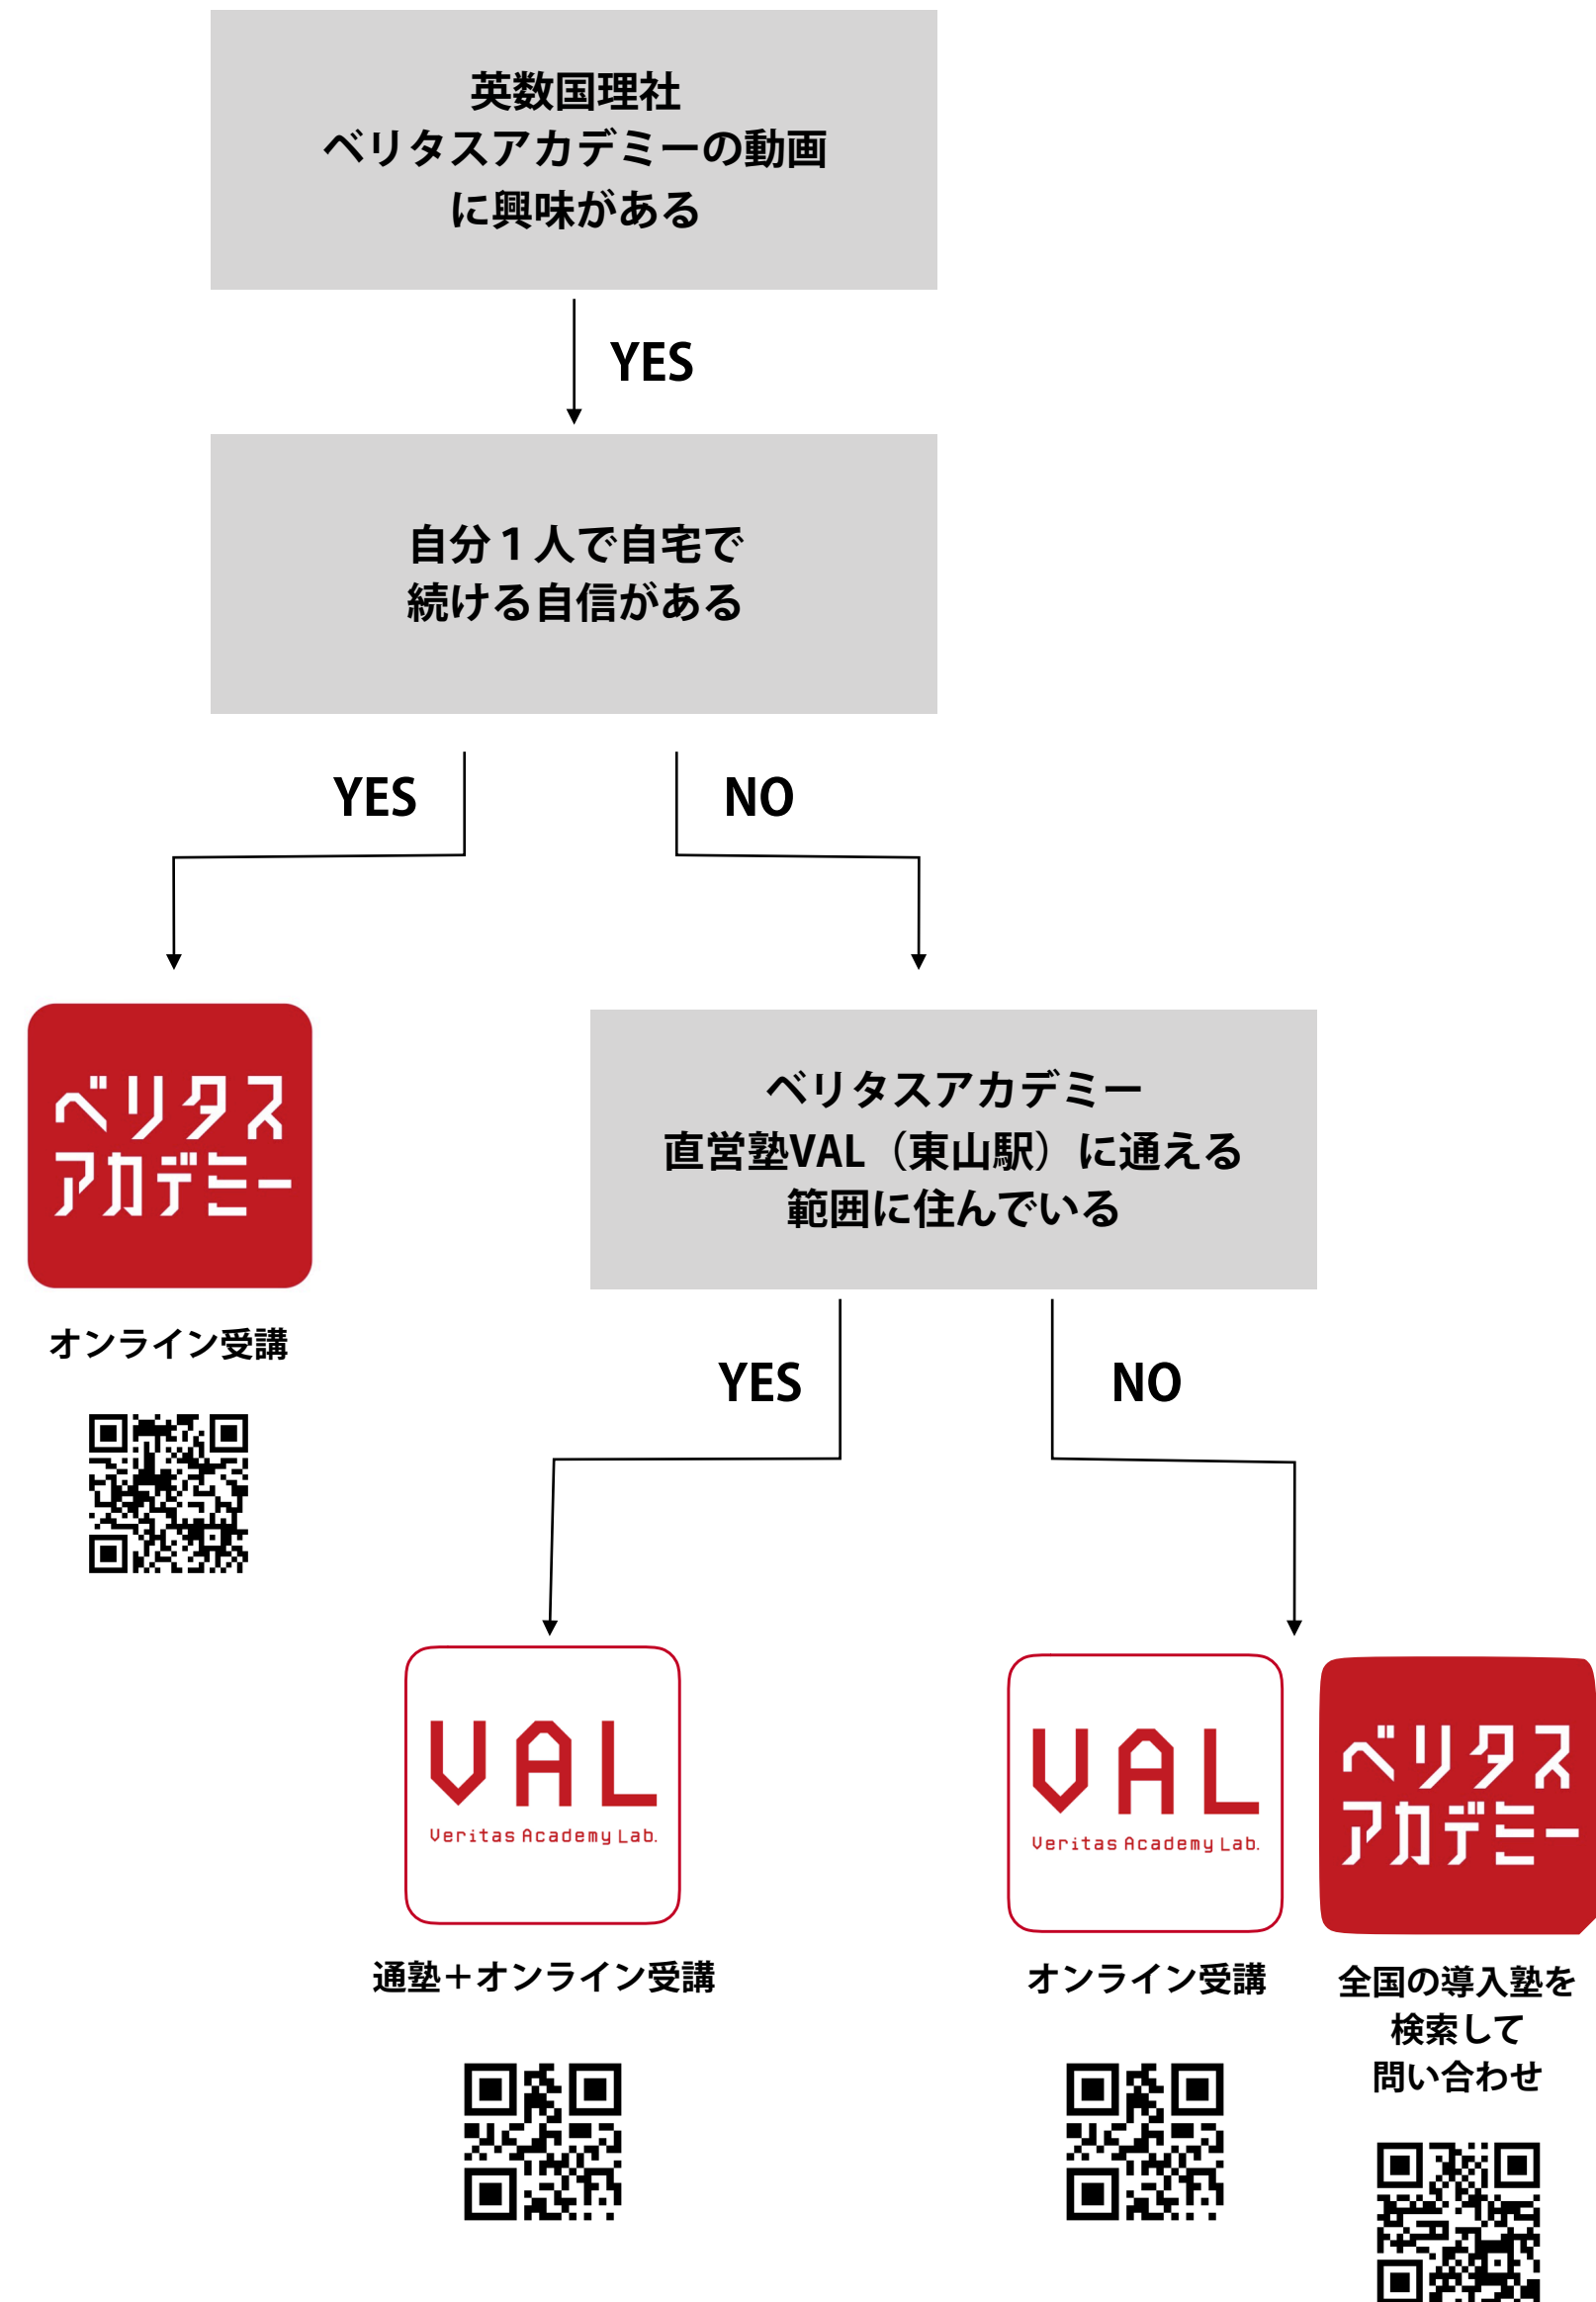 英数国理社
ベリタスアカデミーの動画
に興味がある
YES
自分１人で自宅で
続ける自信がある
YES
NO
ベリタス
アカデミー
オンライン受講
ベリタスアカデミー
直営塾VAL（東山駅）に通える
範囲に住んでいる
YES
NO
VAL
Veritas Academy Lab.
通塾＋オンライン受講
VAL
Veritas Academy Lab.
オンライン受講
ベリタス
アカデミー
全国の導入塾を
検索して
問い合わせ